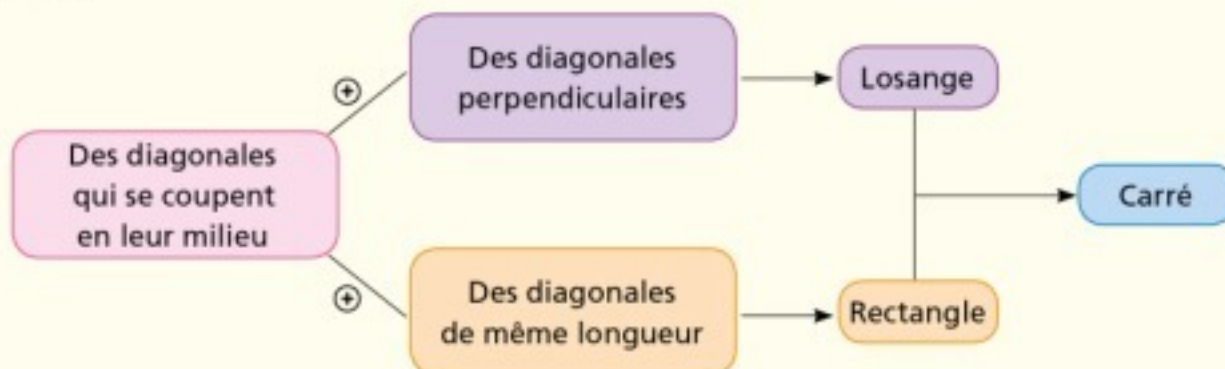 Des diagonales
qui se coupent
en leur milieu
⊕
Des diagonales
perpendiculaires
Losange
⊕
Des diagonales
de même longueur
Rectangle
Carré